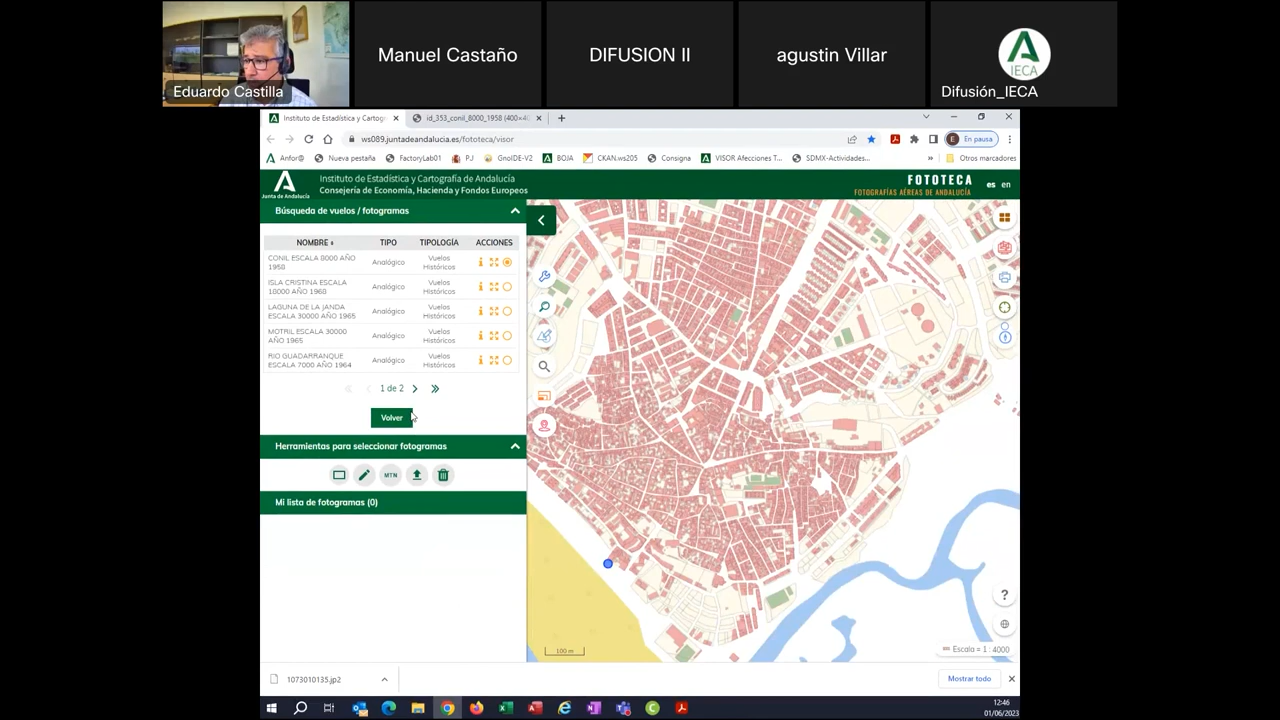 Manuel Castaño
DIFUSION II
agustin Villar
IECA
Eduardo Castilla
Difusión_IECA
Instituto de Estadística y Cartogr
id_353_conil_8000_1958 (400×4
ws089.juntadeandalucia.es/fototeca/visor
E En pausa
Anfor@
Nueva pestaña
FactoryLab01
PJ
GnoIDE-V2
BOJA
CKAN.ws205
Consigna
VISOR Afecciones T...
SDMX-Actividades...
»
Otros marcadores
Junta de Andalucía
Instituto de Estadística y Cartografía de Andalucía
Consejería de Economía, Hacienda y Fondos Europeos
FOTOTECA
FOTOGRAFÍAS AÉREAS DE ANDALUCÍA
es en
Búsqueda de vuelos / fotogramas
NOMBRE TIPO TIPOLOGÍA ACCIONES
CONIL ESCALA 8000 AÑO 1958 Analógico Vuelos Históricos
ISLA CRISTINA ESCALA 18000 AÑO 1968 Analógico Vuelos Históricos
LAGUNA DE LA JANDA ESCALA 30000 AÑO 1965 Analógico Vuelos Históricos
MOTRIL ESCALA 30000 AÑO 1965 Analógico Vuelos Históricos
RIO GUADARRANQUE ESCALA 7000 AÑO 1964 Analógico Vuelos Históricos
1 de 2
Volver
Herramientas para seleccionar fotogramas
MTN
Mi lista de fotogramas (0)
100 m
?
Escala = 1 : 4000
1073010135.jp2
Mostrar todo
12:46
01/06/2023